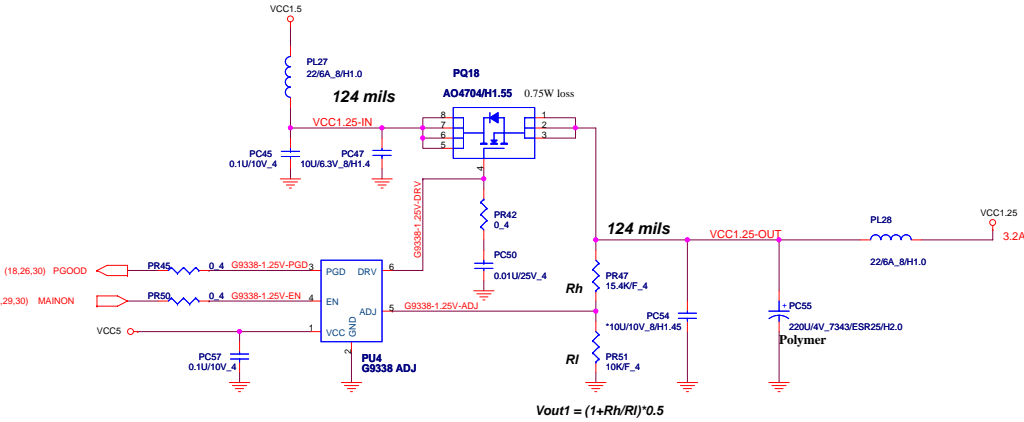 VCC1.5
PL27
22/6A_8/H1.0
124 mils
VCC1.25-IN
PC45
0.1U/10V_4
PC47
10U/6.3V_8/H1.4
PQ18
AO4704/H1.55
0.75W loss
8
7
6
5
1
2
3
4
G9338-1.25V-DRV
PR42
0_4
PC50
0.01U/25V_4
124 mils
VCC1.25-OUT
PL28
22/6A_8/H1.0
VCC1.25
3.2A
(18,26,30) PGOOD
PR45
0_4
G9338-1.25V-PGD
3
PGD
DRV
6
,29,30) MAINON
PR50
0_4
G9338-1.25V-EN
4
EN
ADJ
5
G9338-1.25V-ADJ
VCC5
1
VCC
GND
2
PC57
0.1U/10V_4
PU4
G9338 ADJ
Rh
PR47
15.4K/F_4
Rl
PR51
10K/F_4
PC54
*10U/10V_8/H1.45
+
PC55
220U/4V_7343/ESR25/H2.0
Polymer
Vout1 = (1+Rh/Rl)*0.5